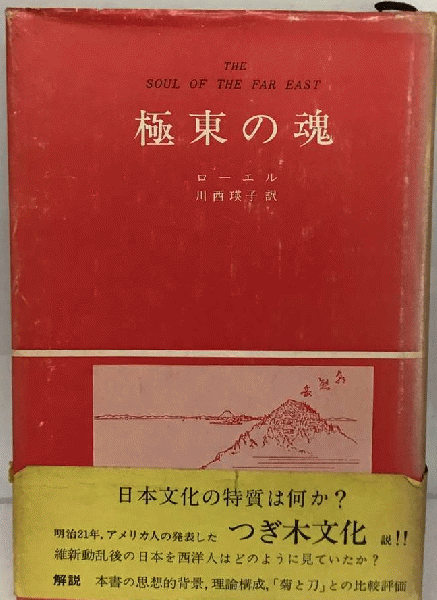 THE
SOUL OF THE FAR EAST
極東の魂
ローエル
川西瑛子訳
日本文化の特質は何か？
明治21年，アメリカ人の発表した つぎ木文化 説!!
維新動乱後の日本を西洋人はどのように見ていたか？
解説 本書の思想的背景，理論構成，「菊と刀」との比較評価